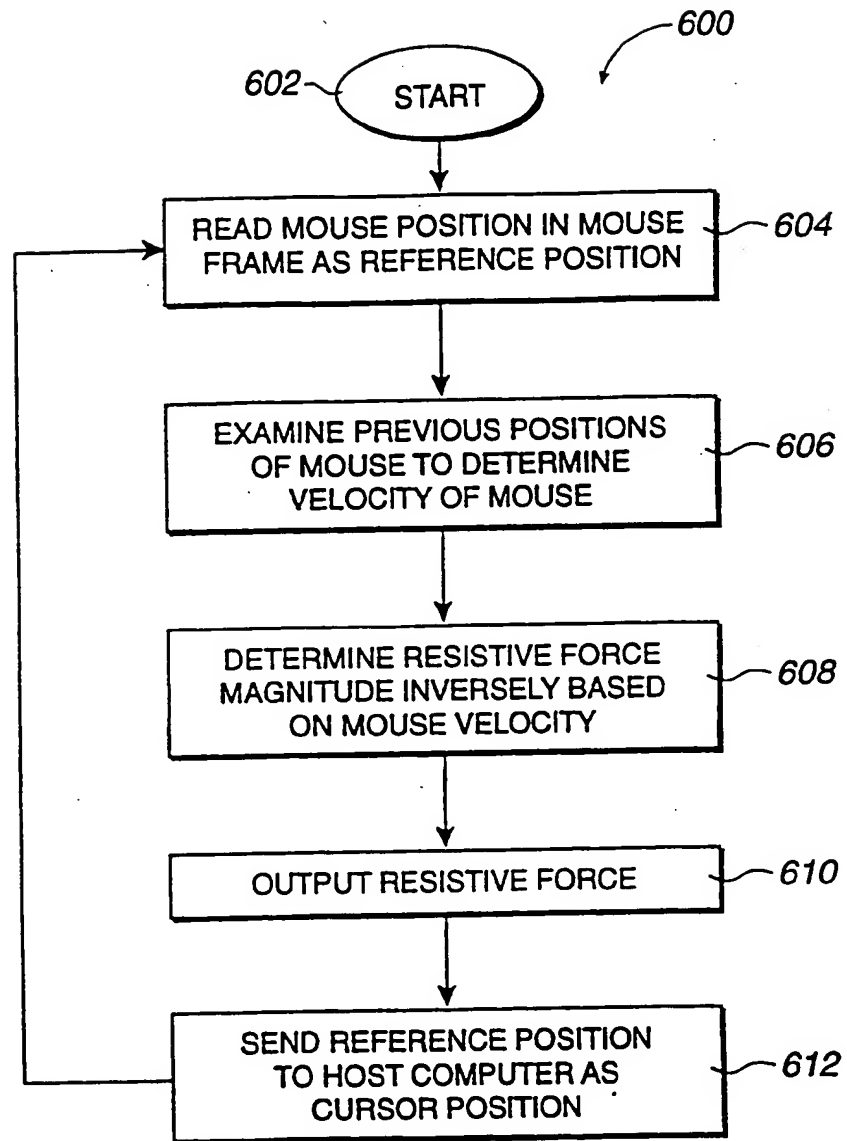 600
602
START
READ MOUSE POSITION IN MOUSE
FRAME AS REFERENCE POSITION
604
EXAMINE PREVIOUS POSITIONS
OF MOUSE TO DETERMINE
VELOCITY OF MOUSE
606
DETERMINE RESISTIVE FORCE
MAGNITUDE INVERSELY BASED
ON MOUSE VELOCITY
608
OUTPUT RESISTIVE FORCE
610
SEND REFERENCE POSITION
TO HOST COMPUTER AS
CURSOR POSITION
612